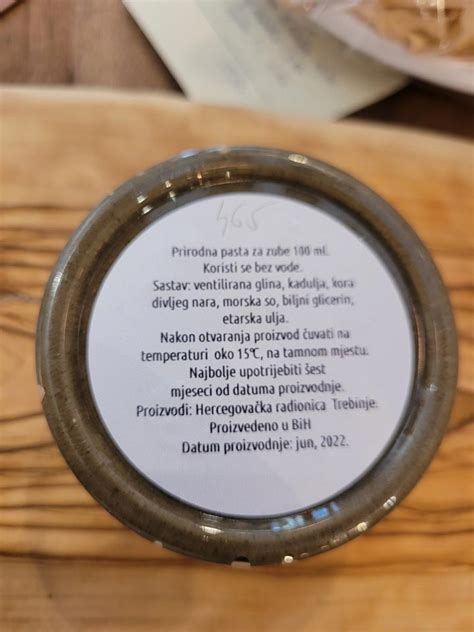 465
Prirodna pasta za zube 100 ml.
Koristi se bez vode.
Sastav: ventilirana glina, kadulja, kora
divljeg nara, morska so, biljni glicerin,
etarska ulja.
Nakon otvaranja proizvod čuvati na
temperaturi oko 15°C, na tamnom mjestu.
Najbolje upotrijebiti šest
mjeseci od datuma proizvodnje.
Proizvodi: Hercegovačka radionica Trebinje.
Proizvedeno u BiH
Datum proizvodnje: jun, 2022.